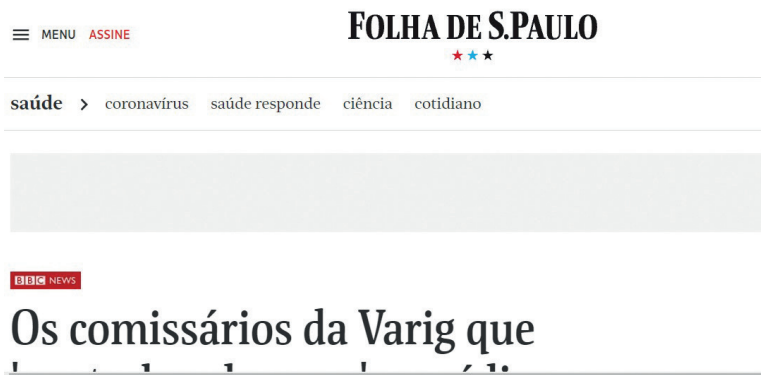 MENU ASSINE
FOLHA DE S.PAULO
saúde > coronavírus saúde responde ciência cotidiano
BBC NEWS
Os comissários da Varig que